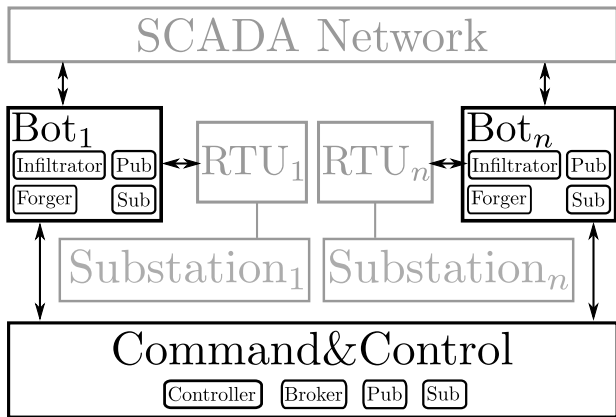 SCADA Network
Bot₁
Infiltrator Pub
Forger Sub
RTU₁
RTUₙ
Botₙ
Infiltrator Pub
Forger Sub
Substation₁
Substationₙ
Command&Control
Controller Broker Pub Sub